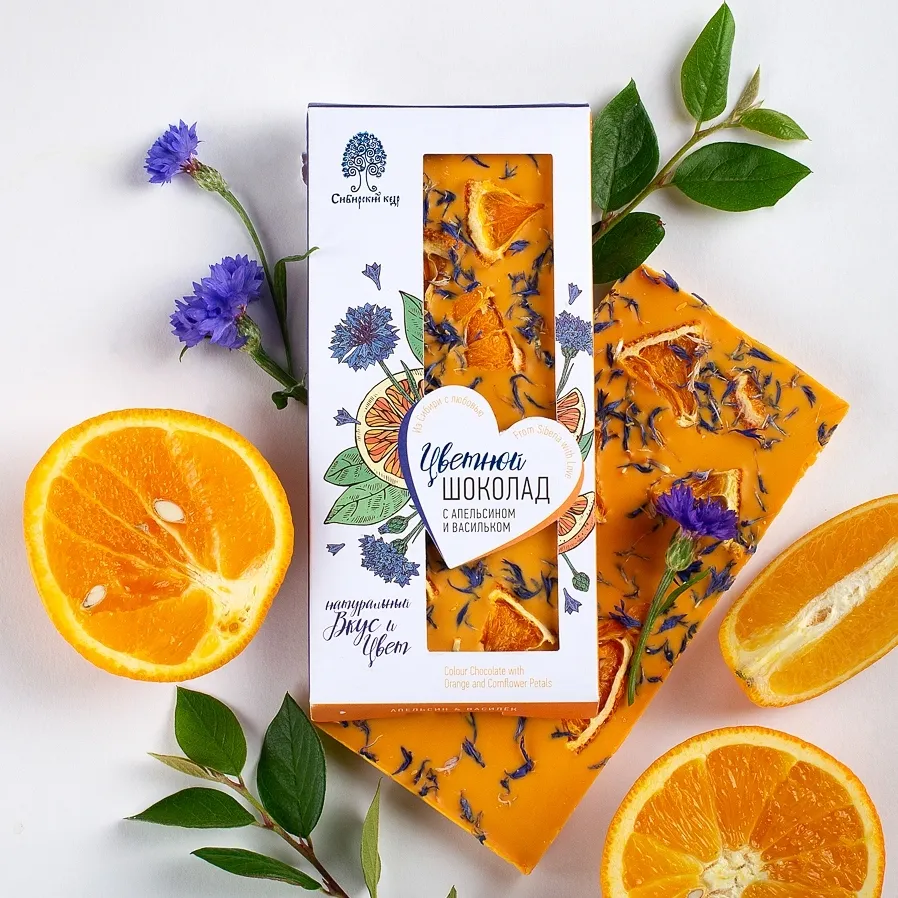 Сибирский кедр
Из Сибири с любовью
From Siberia with Love
Цветной
ШОКОЛАД
С АПЕЛЬСИНОМ
И ВАСИЛЬКОМ
натуральный
Вкус и
Цвет
Colour Chocolate with
Orange and Cornflower Petals
АПЕЛЬСИН & ВАСИЛЁК